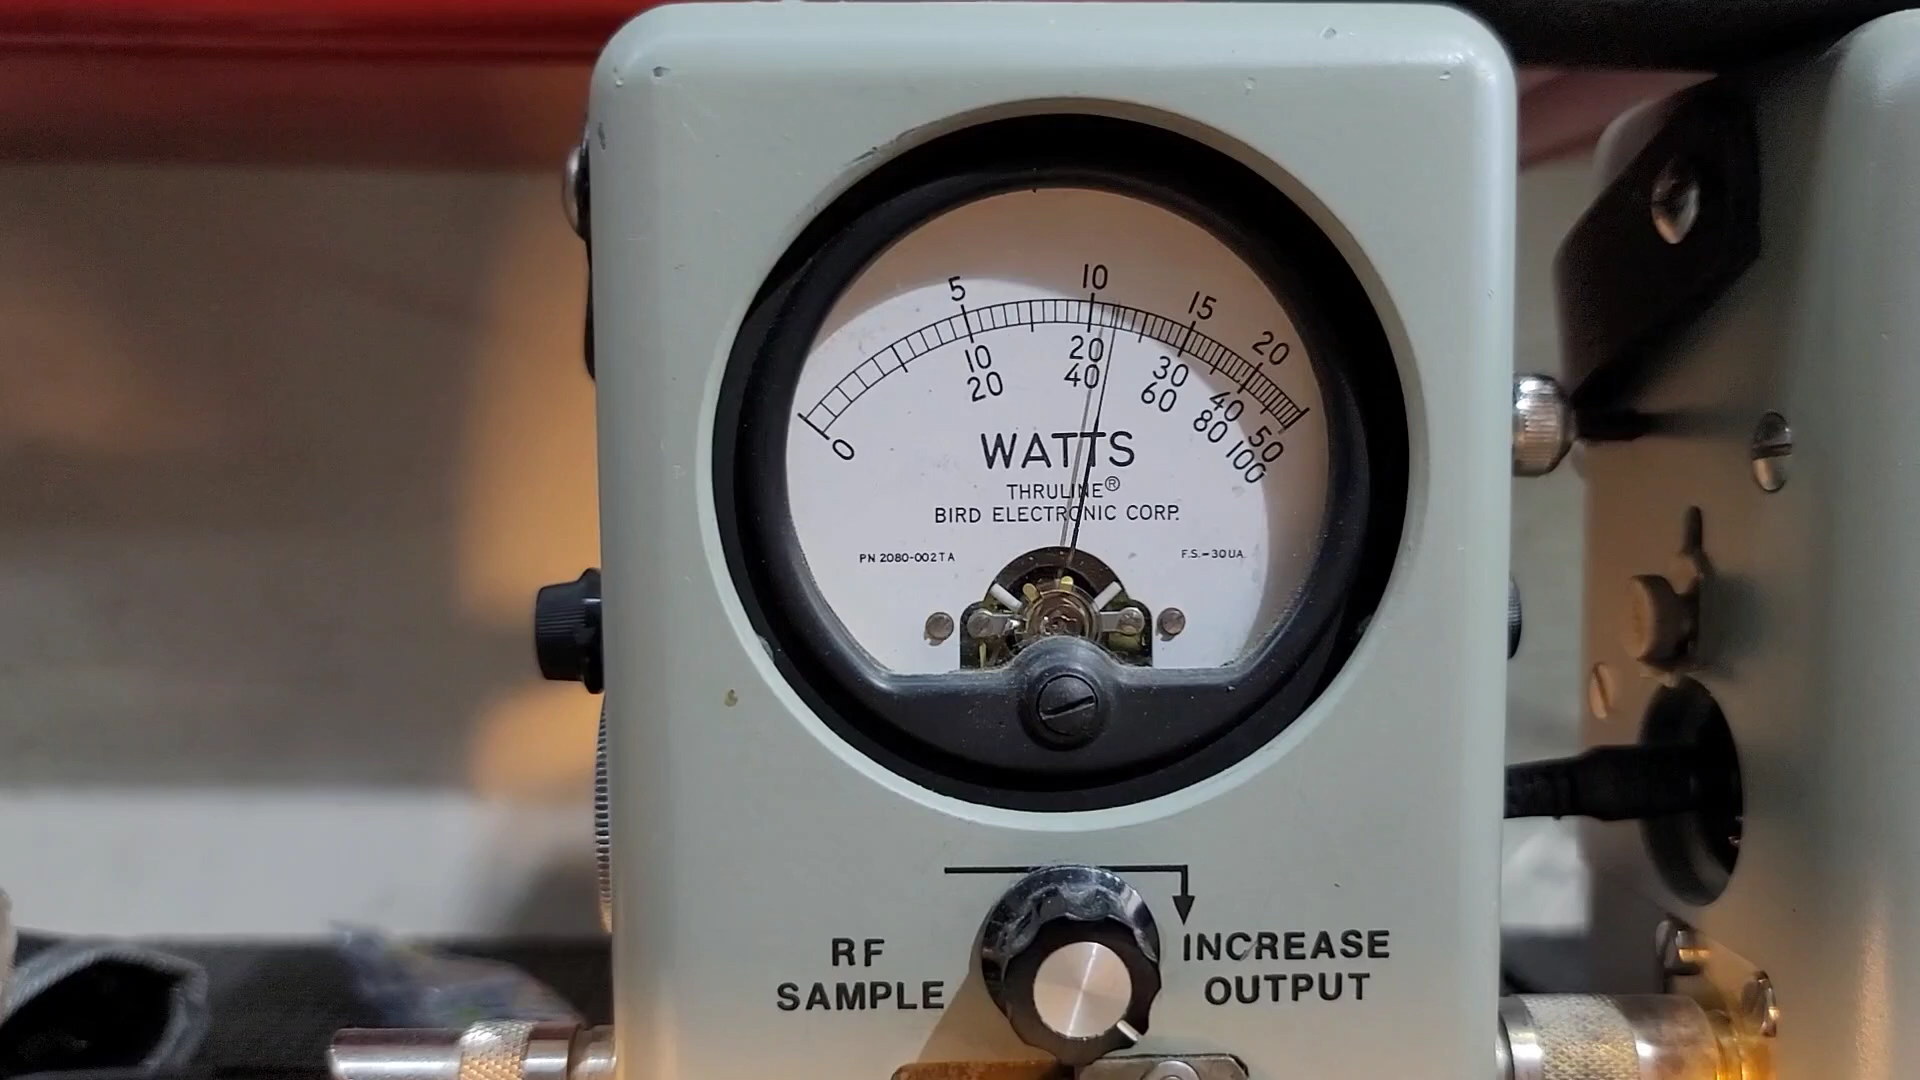 5 10 15 20
0 10 20 30 40 50
20 40 60 80 100
WATTS
THRULINE®
BIRD ELECTRONIC CORP.
PN 2080-002TA F.S.-30UA.
RF SAMPLE
INCREASE OUTPUT